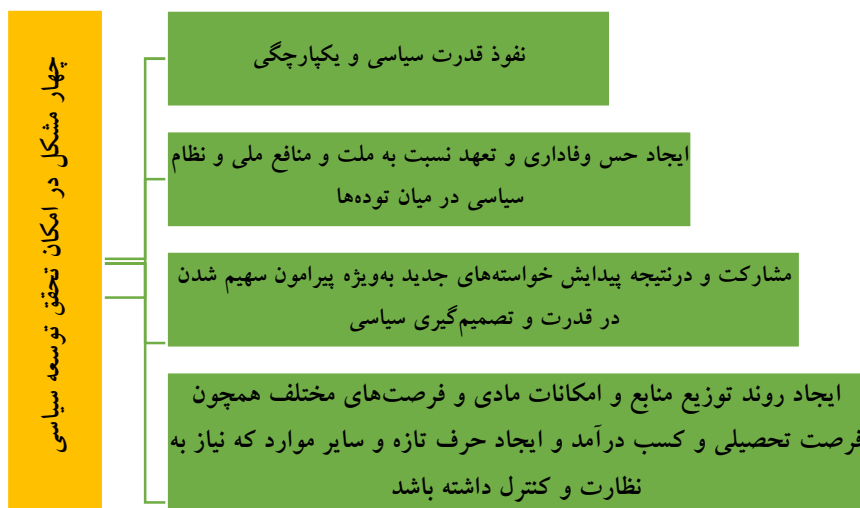 چهار مشکل در امکان تحقق توسعه سیاسی
نفوذ قدرت سیاسی و یکپارچگی
ایجاد حس وفاداری و تعهد نسبت به ملت و منافع ملی و نظام
سیاسی در میان توده‌ها
مشارکت و درنتیجه پیدایش خواسته‌های جدید به‌ویژه پیرامون سهیم شدن
در قدرت و تصمیم‌گیری سیاسی
ایجاد روند توزیع منابع و امکانات مادی و فرصت‌های مختلف همچون
فرصت تحصیلی و کسب درآمد و ایجاد حرف تازه و سایر موارد که نیاز به
نظارت و کنترل داشته باشد